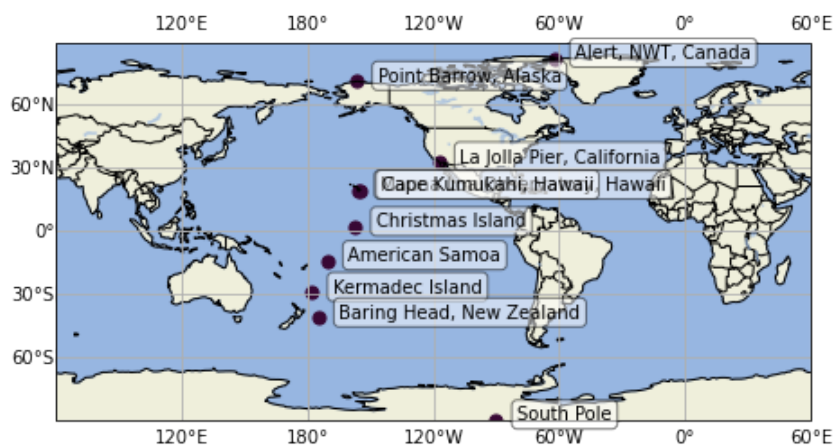 120°E 180° 120°W 60°W 0° 60°E
Alert, NWT, Canada
Point Barrow, Alaska
60°N
La Jolla Pier, California
30°N
Cape Kumukahi, Hawaii, Hawaii
Christmas Island
0°
American Samoa
Kermadec Island
30°S
Baring Head, New Zealand
60°S
South Pole
120°E 180° 120°W 60°W 0° 60°E